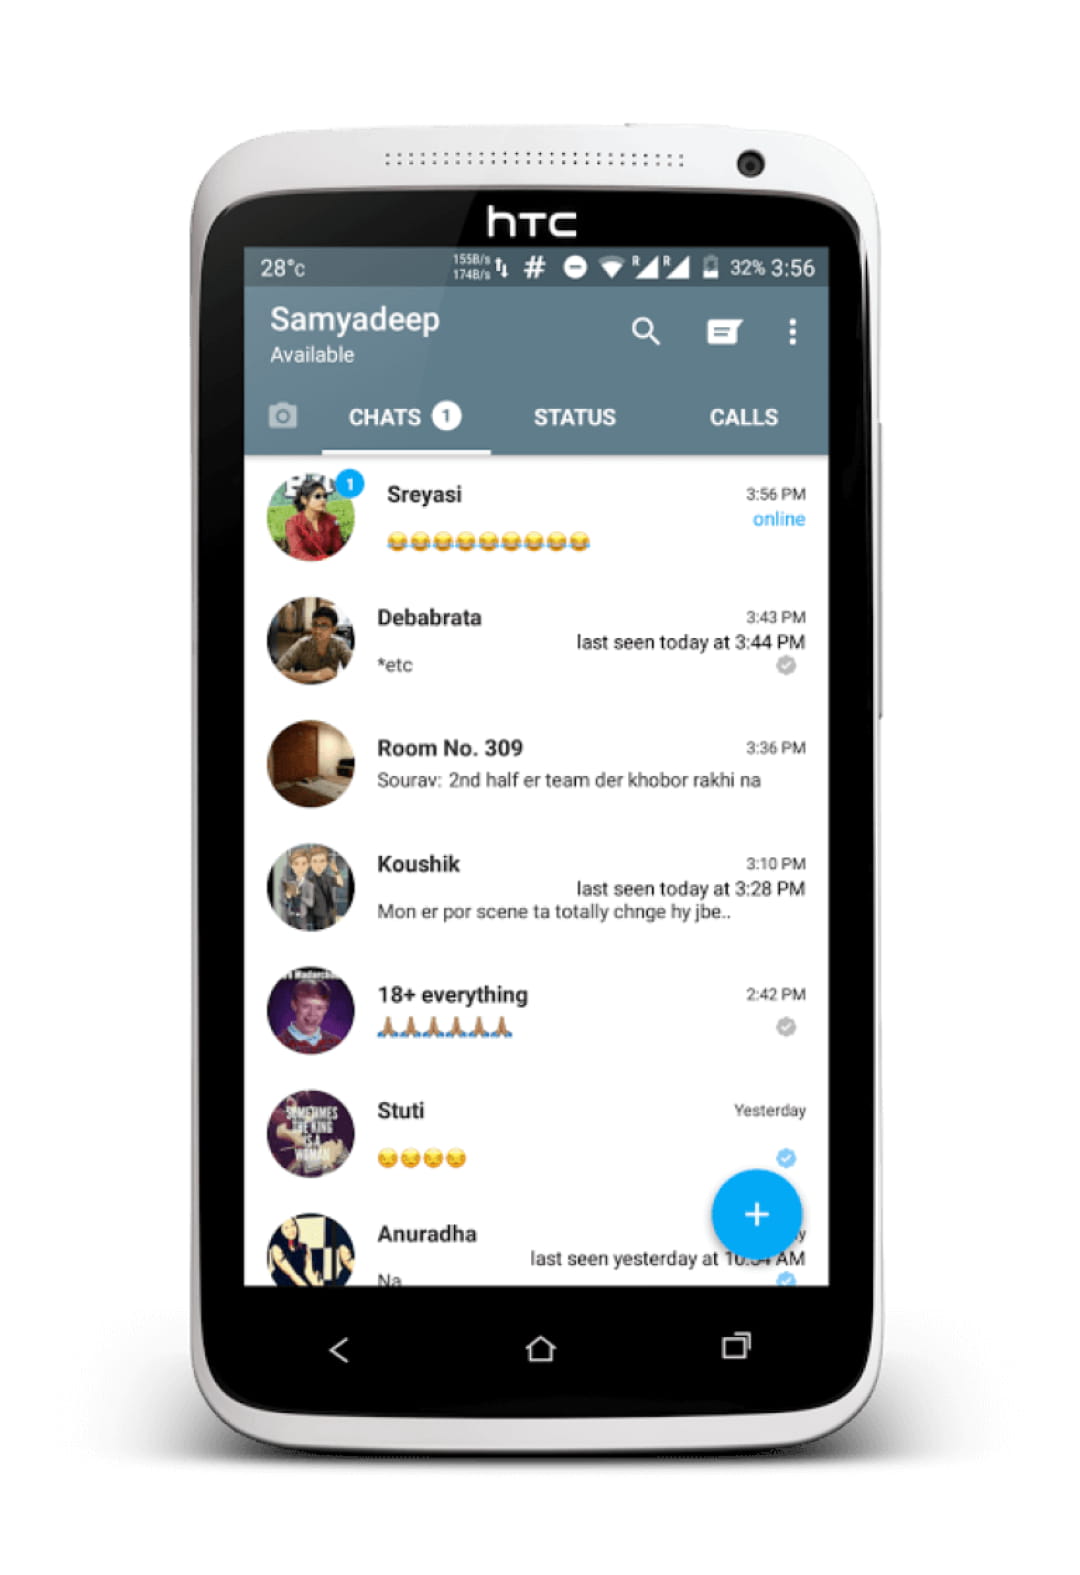 hTC
28°C 155B/s 174B/s # R R 32% 3:56
Samyadeep
Available
CHATS 1 STATUS CALLS
1 Sreyasi 3:56 PM
online
😂😂😂😂😂😂😂😂😂
Debabrata 3:43 PM
last seen today at 3:44 PM
*etc
Room No. 309 3:36 PM
Sourav: 2nd half er team der khobor rakhi na
Koushik 3:10 PM
last seen today at 3:28 PM
Mon er por scene ta totally chnge hy jbe..
18+ everything 2:42 PM
🙏🏽🙏🏽🙏🏽🙏🏽🙏🏽🙏🏽
Stuti Yesterday
SOMETIMES
THE KING
IS A
WOMAN
Anuradha
last seen yesterday at AM
Na